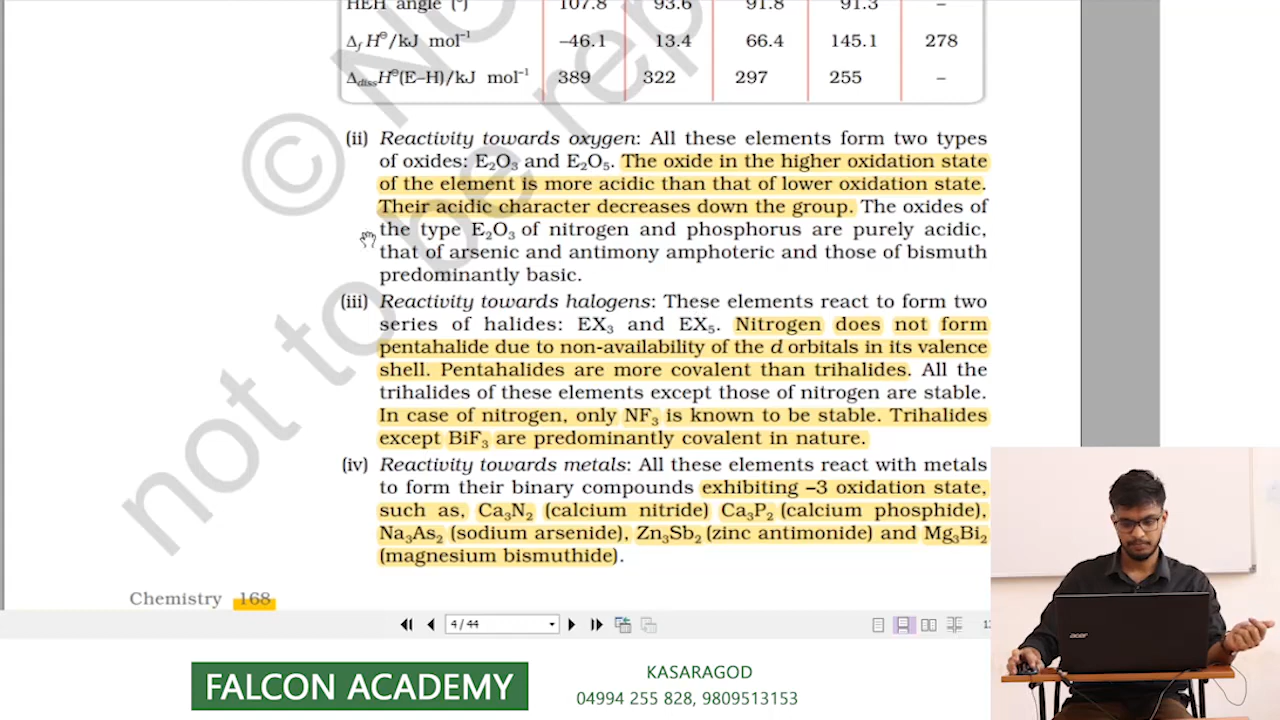 HEH angle (°) 107.8 93.6 91.8 91.3 –
ΔfH⊖/kJ mol⁻¹ –46.1 13.4 66.4 145.1 278
ΔdissH⊖(E–H)/kJ mol⁻¹ 389 322 297 255 –
(ii) Reactivity towards oxygen: All these elements form two types
of oxides: E₂O₃ and E₂O₅. The oxide in the higher oxidation state
of the element is more acidic than that of lower oxidation state.
Their acidic character decreases down the group. The oxides of
the type E₂O₃ of nitrogen and phosphorus are purely acidic,
that of arsenic and antimony amphoteric and those of bismuth
predominantly basic.
(iii) Reactivity towards halogens: These elements react to form two
series of halides: EX₃ and EX₅. Nitrogen does not form
pentahalide due to non-availability of the d orbitals in its valence
shell. Pentahalides are more covalent than trihalides. All the
trihalides of these elements except those of nitrogen are stable.
In case of nitrogen, only NF₃ is known to be stable. Trihalides
except BiF₃ are predominantly covalent in nature.
(iv) Reactivity towards metals: All these elements react with metals
to form their binary compounds exhibiting –3 oxidation state,
such as, Ca₃N₂ (calcium nitride) Ca₃P₂ (calcium phosphide),
Na₃As₂ (sodium arsenide), Zn₃Sb₂ (zinc antimonide) and Mg₃Bi₂
(magnesium bismuthide).
Chemistry 168
© NO
not to be rep
4 / 44
acer
FALCON ACADEMY
KASARAGOD
04994 255 828, 9809513153